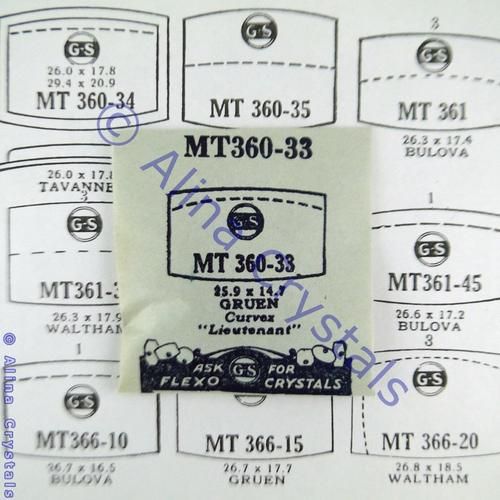 G-S
26.0 x 17.8
29.4 x 20.9
MT 360-34
G-S
MT 360-35
3
G-S
MT 361
26.3 x 17.4
BULOVA
26.0 x 17.8
TAVANNE
3
G-S
MT361-3
26.3 x 17.9
WALTHAM
MT360-33
G-S
MT 360-33
25.9 x 14.7
GRUEN
Curvex
"Lieutenant"
ASK G-S FOR
FLEXO CRYSTALS
1
G-S
MT361-45
26.6 x 17.2
BULOVA
1
G-S
MT366-10
26.7 x 16.5
BULOVA
MT 366-15
26.7 x 17.7
GRUEN
3
G-S
MT 366-20
26.8 x 18.5
WALTHAM
© Alina Crystals
© Alina Crystals